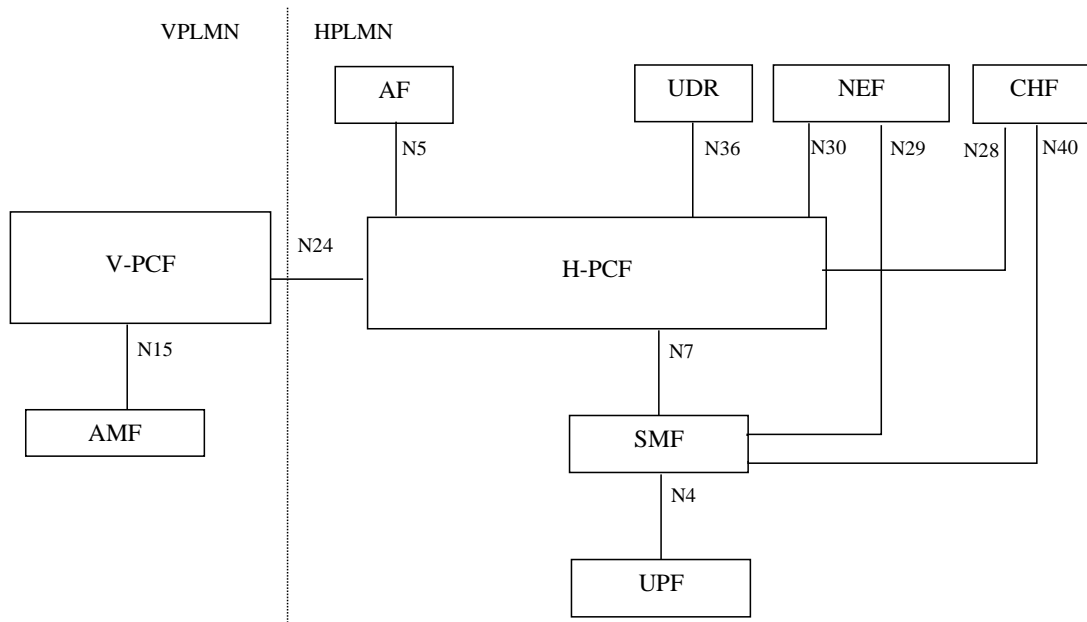 VPLMN
HPLMN
AF
UDR
NEF
CHF
N5
N36
N30
N29
N28
N40
N24
V-PCF
H-PCF
N15
N7
AMF
SMF
N4
UPF